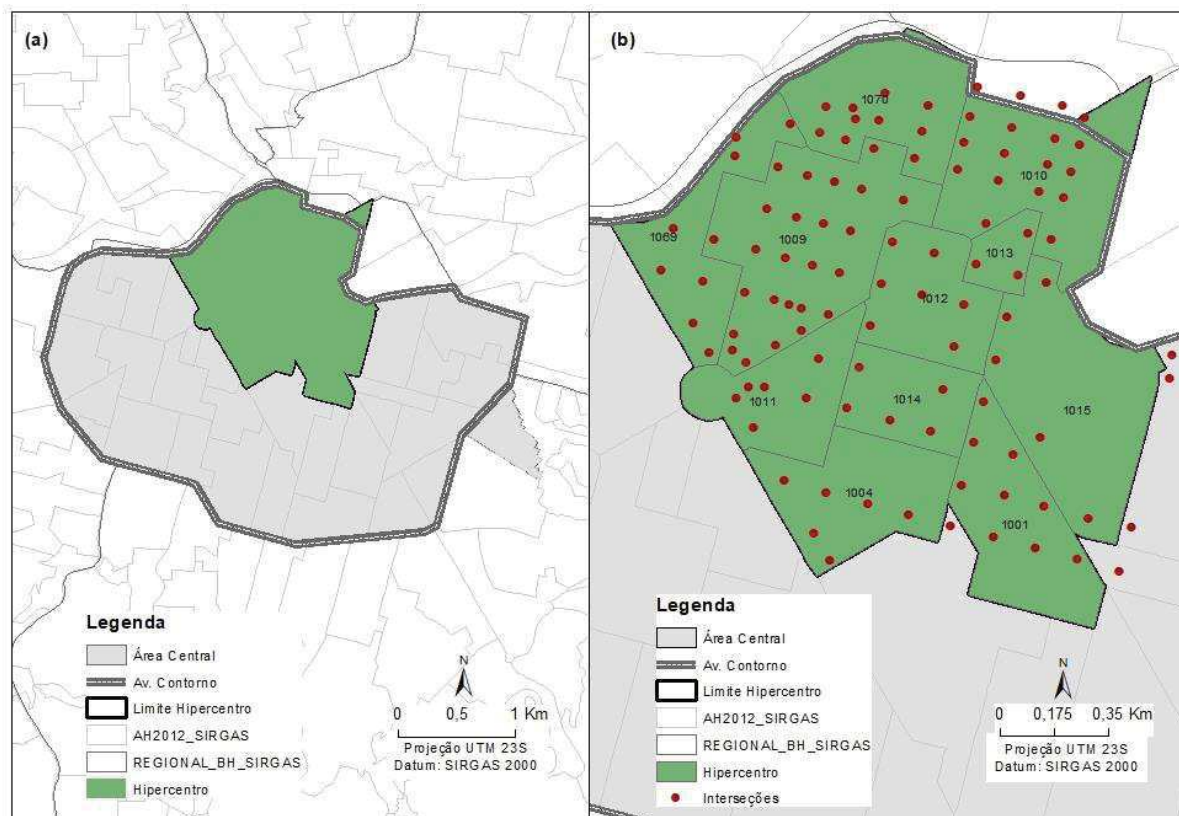 (a)
Legenda
Área Central
Av. Contorno
Limite Hipercentro
AH2012_SIRGAS
REGIONAL_BH_SIRGAS
Hipercentro
N
0 0,5 1 Km
Projeção UTM 23S
Datum: SIRGAS 2000
(b)
1070
1010
1069
1009
1013
1012
1011
1014
1015
1004
1001
Legenda
Área Central
Av. Contorno
Limite Hipercentro
AH2012_SIRGAS
REGIONAL_BH_SIRGAS
Hipercentro
Interseções
N
0 0,175 0,35 Km
Projeção UTM 23S
Datum: SIRGAS 2000